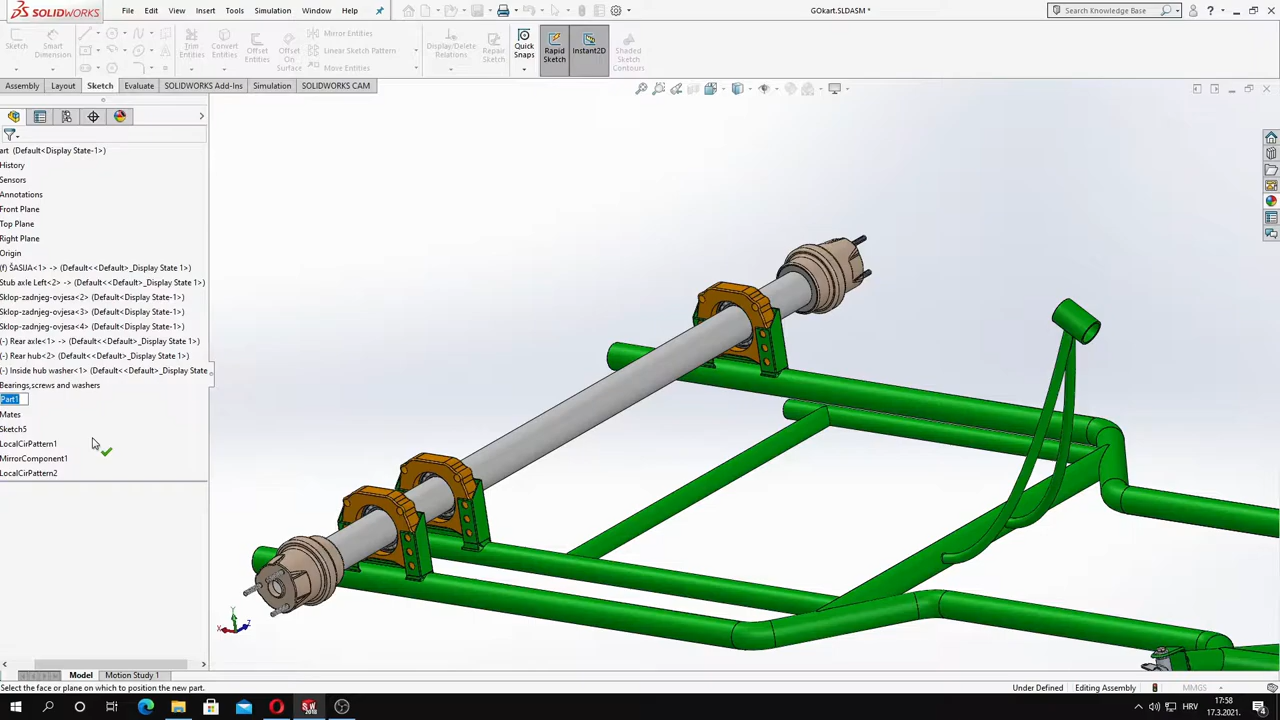 SOLIDWORKS File Edit View Insert Tools Simulation Window Help GOkart.SLDASM * Search Knowledge Base
Sketch Smart Dimension Trim Entities Convert Entities Offset Entities Offset On Surface Mirror Entities Linear Sketch Pattern Move Entities Display/Delete Relations Repair Sketch Quick Snaps Rapid Sketch Instant2D Shaded Sketch Contours
Assembly Layout Sketch Evaluate SOLIDWORKS Add-Ins Simulation SOLIDWORKS CAM
art (Default<Display State-1>)
History
Sensors
Annotations
Front Plane
Top Plane
Right Plane
Origin
(f) ŠASIJA<1> -> (Default<<Default>_Display State 1>)
Stub axle Left<2> -> (Default<<Default>_Display State 1>)
Sklop-zadnjeg-ovjesa<2> (Default<Display State-1>)
Sklop-zadnjeg-ovjesa<3> (Default<Display State-1>)
Sklop-zadnjeg-ovjesa<4> (Default<Display State-1>)
(-) Rear axle<1> -> (Default<<Default>_Display State 1>)
(-) Rear hub<2> (Default<<Default>_Display State 1>)
(-) Inside hub washer<1> (Default<<Default>_Display State
Bearings,screws and washers
Part1
Mates
Sketch5
LocalCirPattern1
MirrorComponent1
LocalCirPattern2
Y
X
Z
Model Motion Study 1
Select the face or plane on which to position the new part. Under Defined Editing Assembly MMGS
HRV 17:58
17.3.2021.